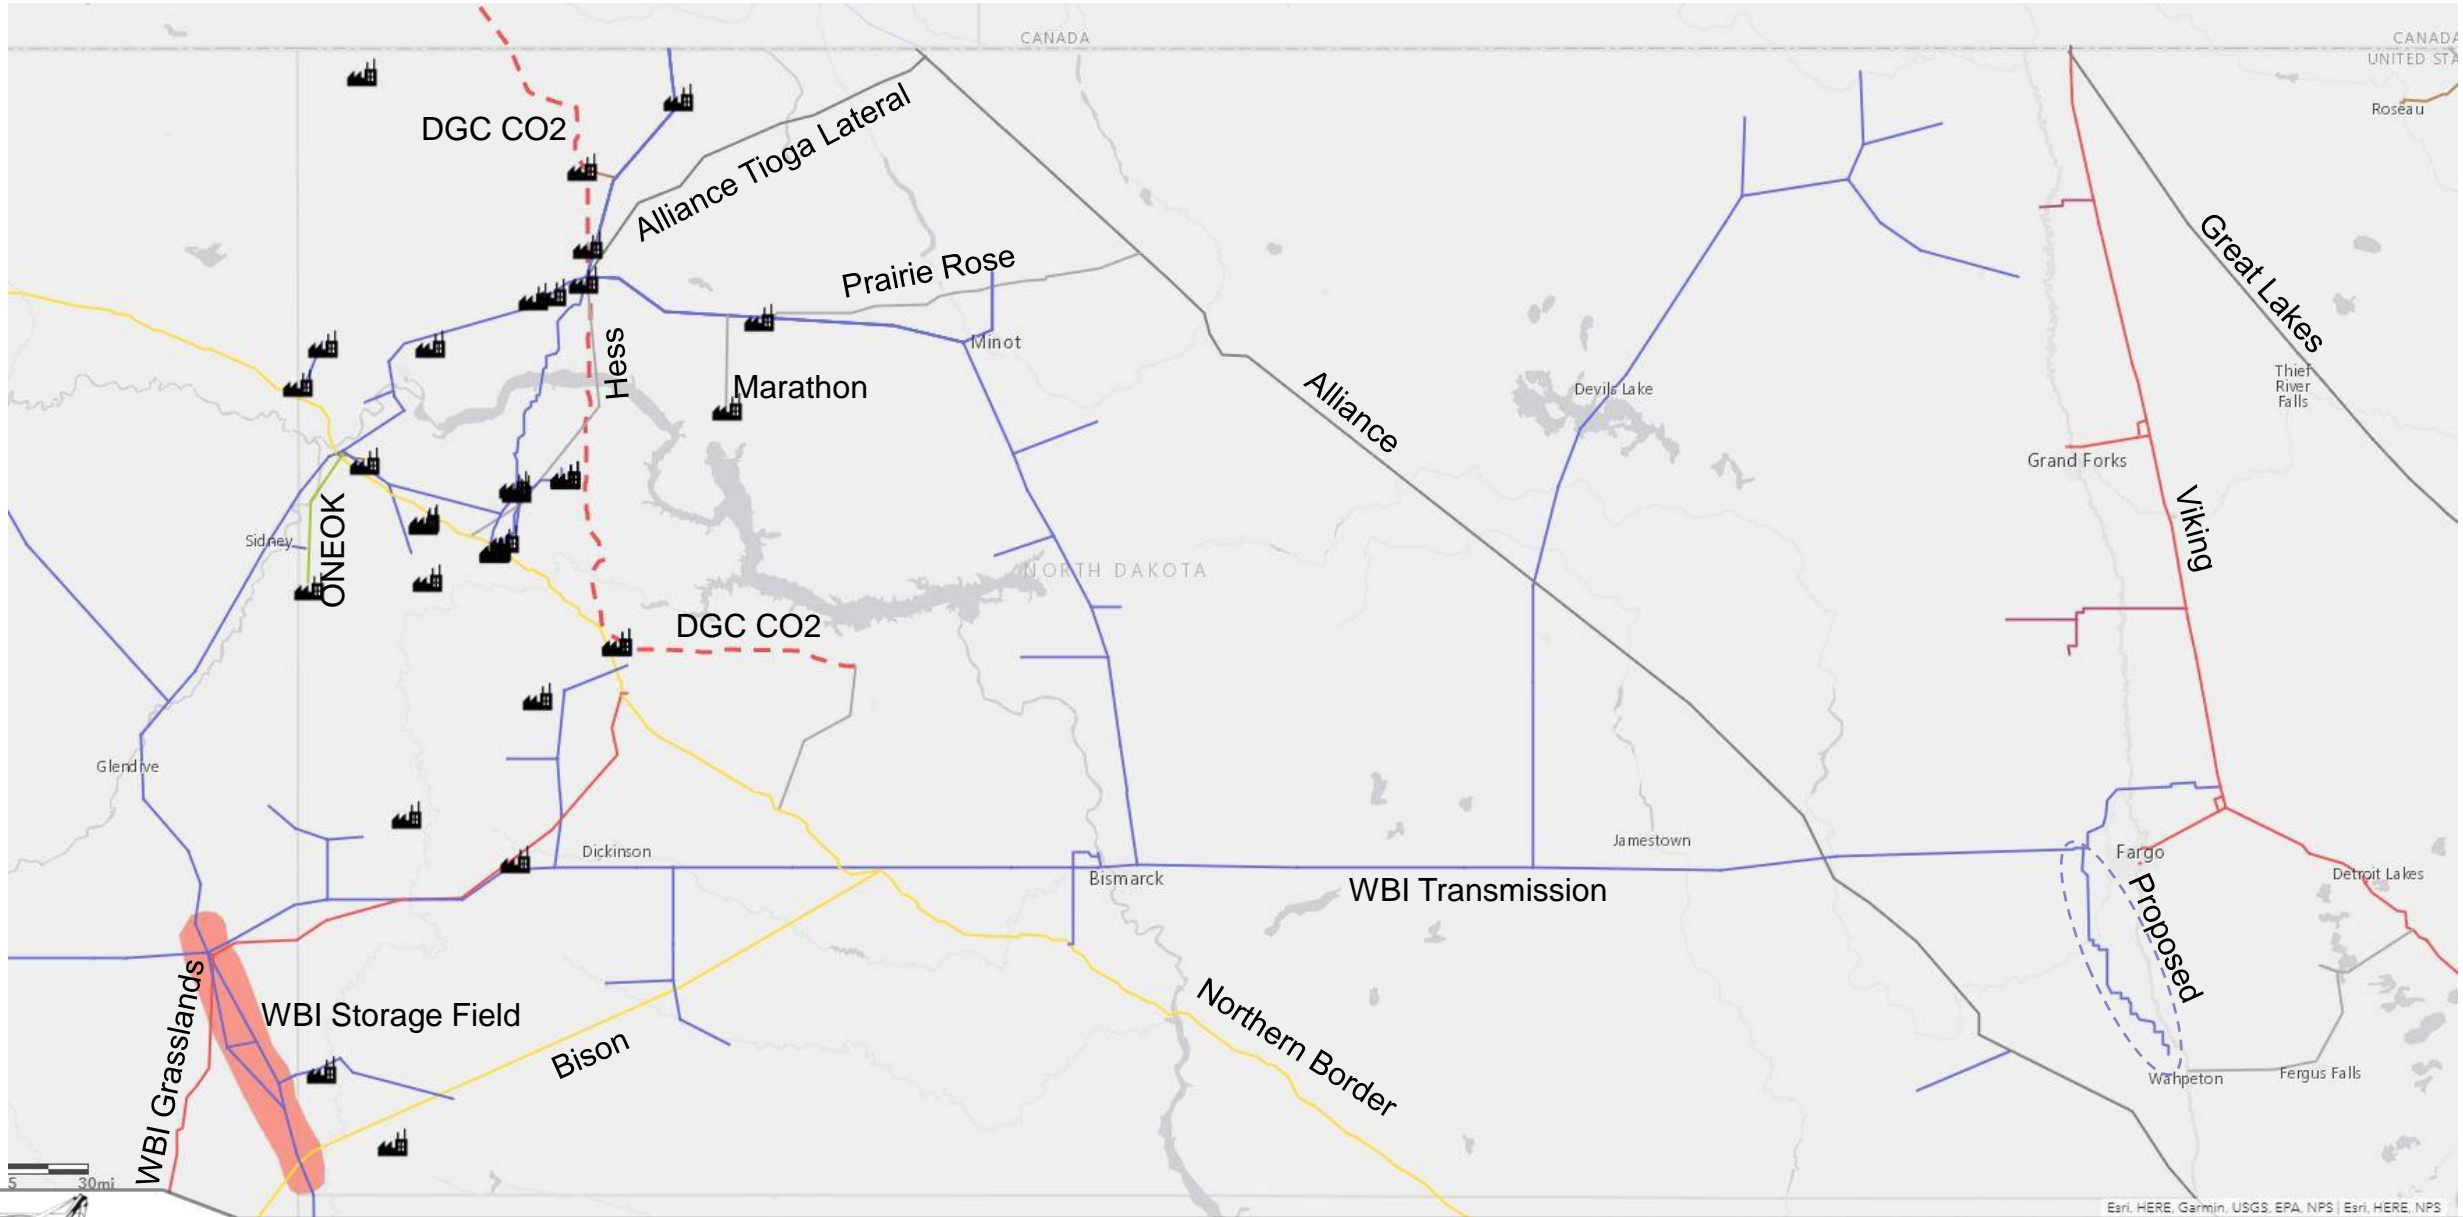 CANADA
CANADA
UNITED STA
Roseau
DGC CO2
Alliance Tioga Lateral
Great Lakes
Prairie Rose
Minot
Hess
Marathon
Alliance
Devils Lake
Thief
River
Falls
Grand Forks
Viking
ONEOK
Sidney
NORTH DAKOTA
DGC CO2
Glendive
Dickinson
Jamestown
Fargo
Bismarck
WBI Transmission
Detroit Lakes
Proposed
WBI Grasslands
WBI Storage Field
Bison
Northern Border
Wahpeton
Fergus Falls
5
30mi
Esri, HERE, Garmin, USGS, EPA, NPS | Esri, HERE, NPS